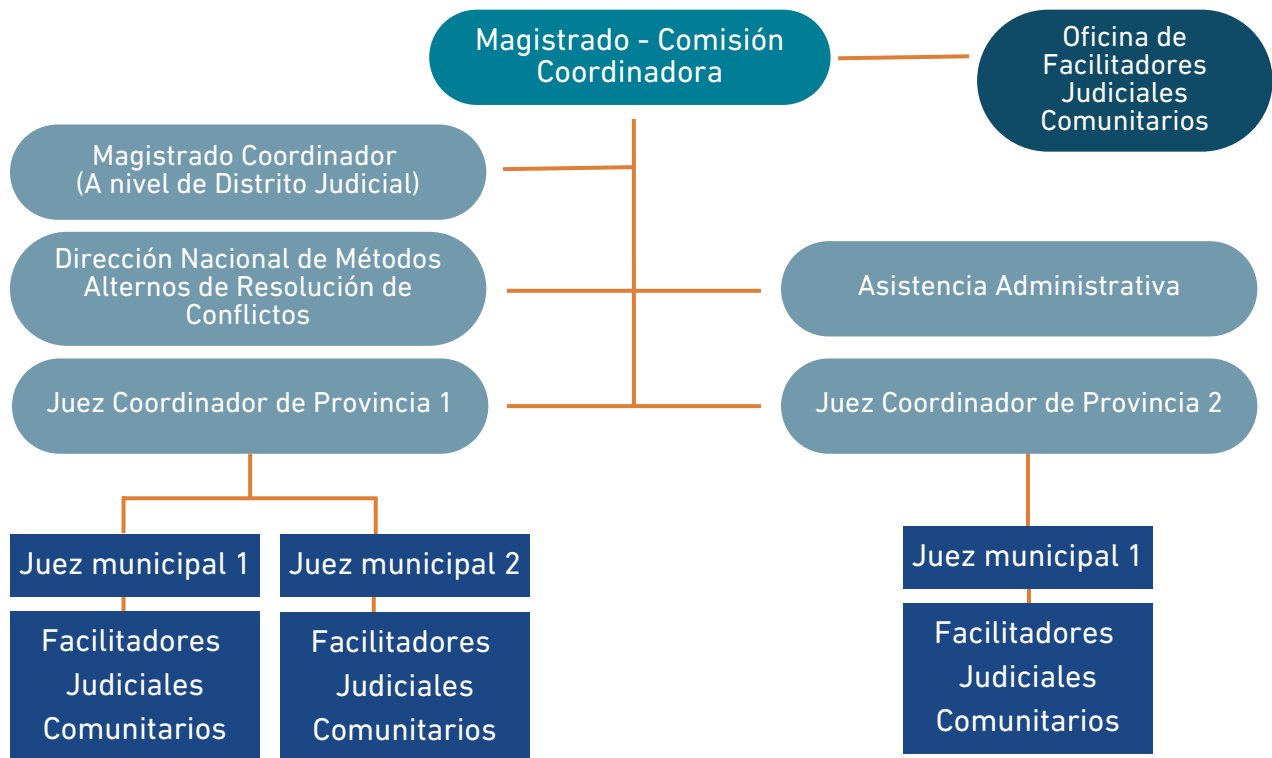 Magistrado - Comisión
Coordinadora
Oficina de
Facilitadores
Judiciales
Comunitarios
Magistrado Coordinador
(A nivel de Distrito Judicial)
Dirección Nacional de Métodos
Alternos de Resolución de
Conflictos
Asistencia Administrativa
Juez Coordinador de Provincia 1
Juez Coordinador de Provincia 2
Juez municipal 1
Facilitadores
Judiciales
Comunitarios
Juez municipal 2
Facilitadores
Judiciales
Comunitarios
Juez municipal 1
Facilitadores
Judiciales
Comunitarios